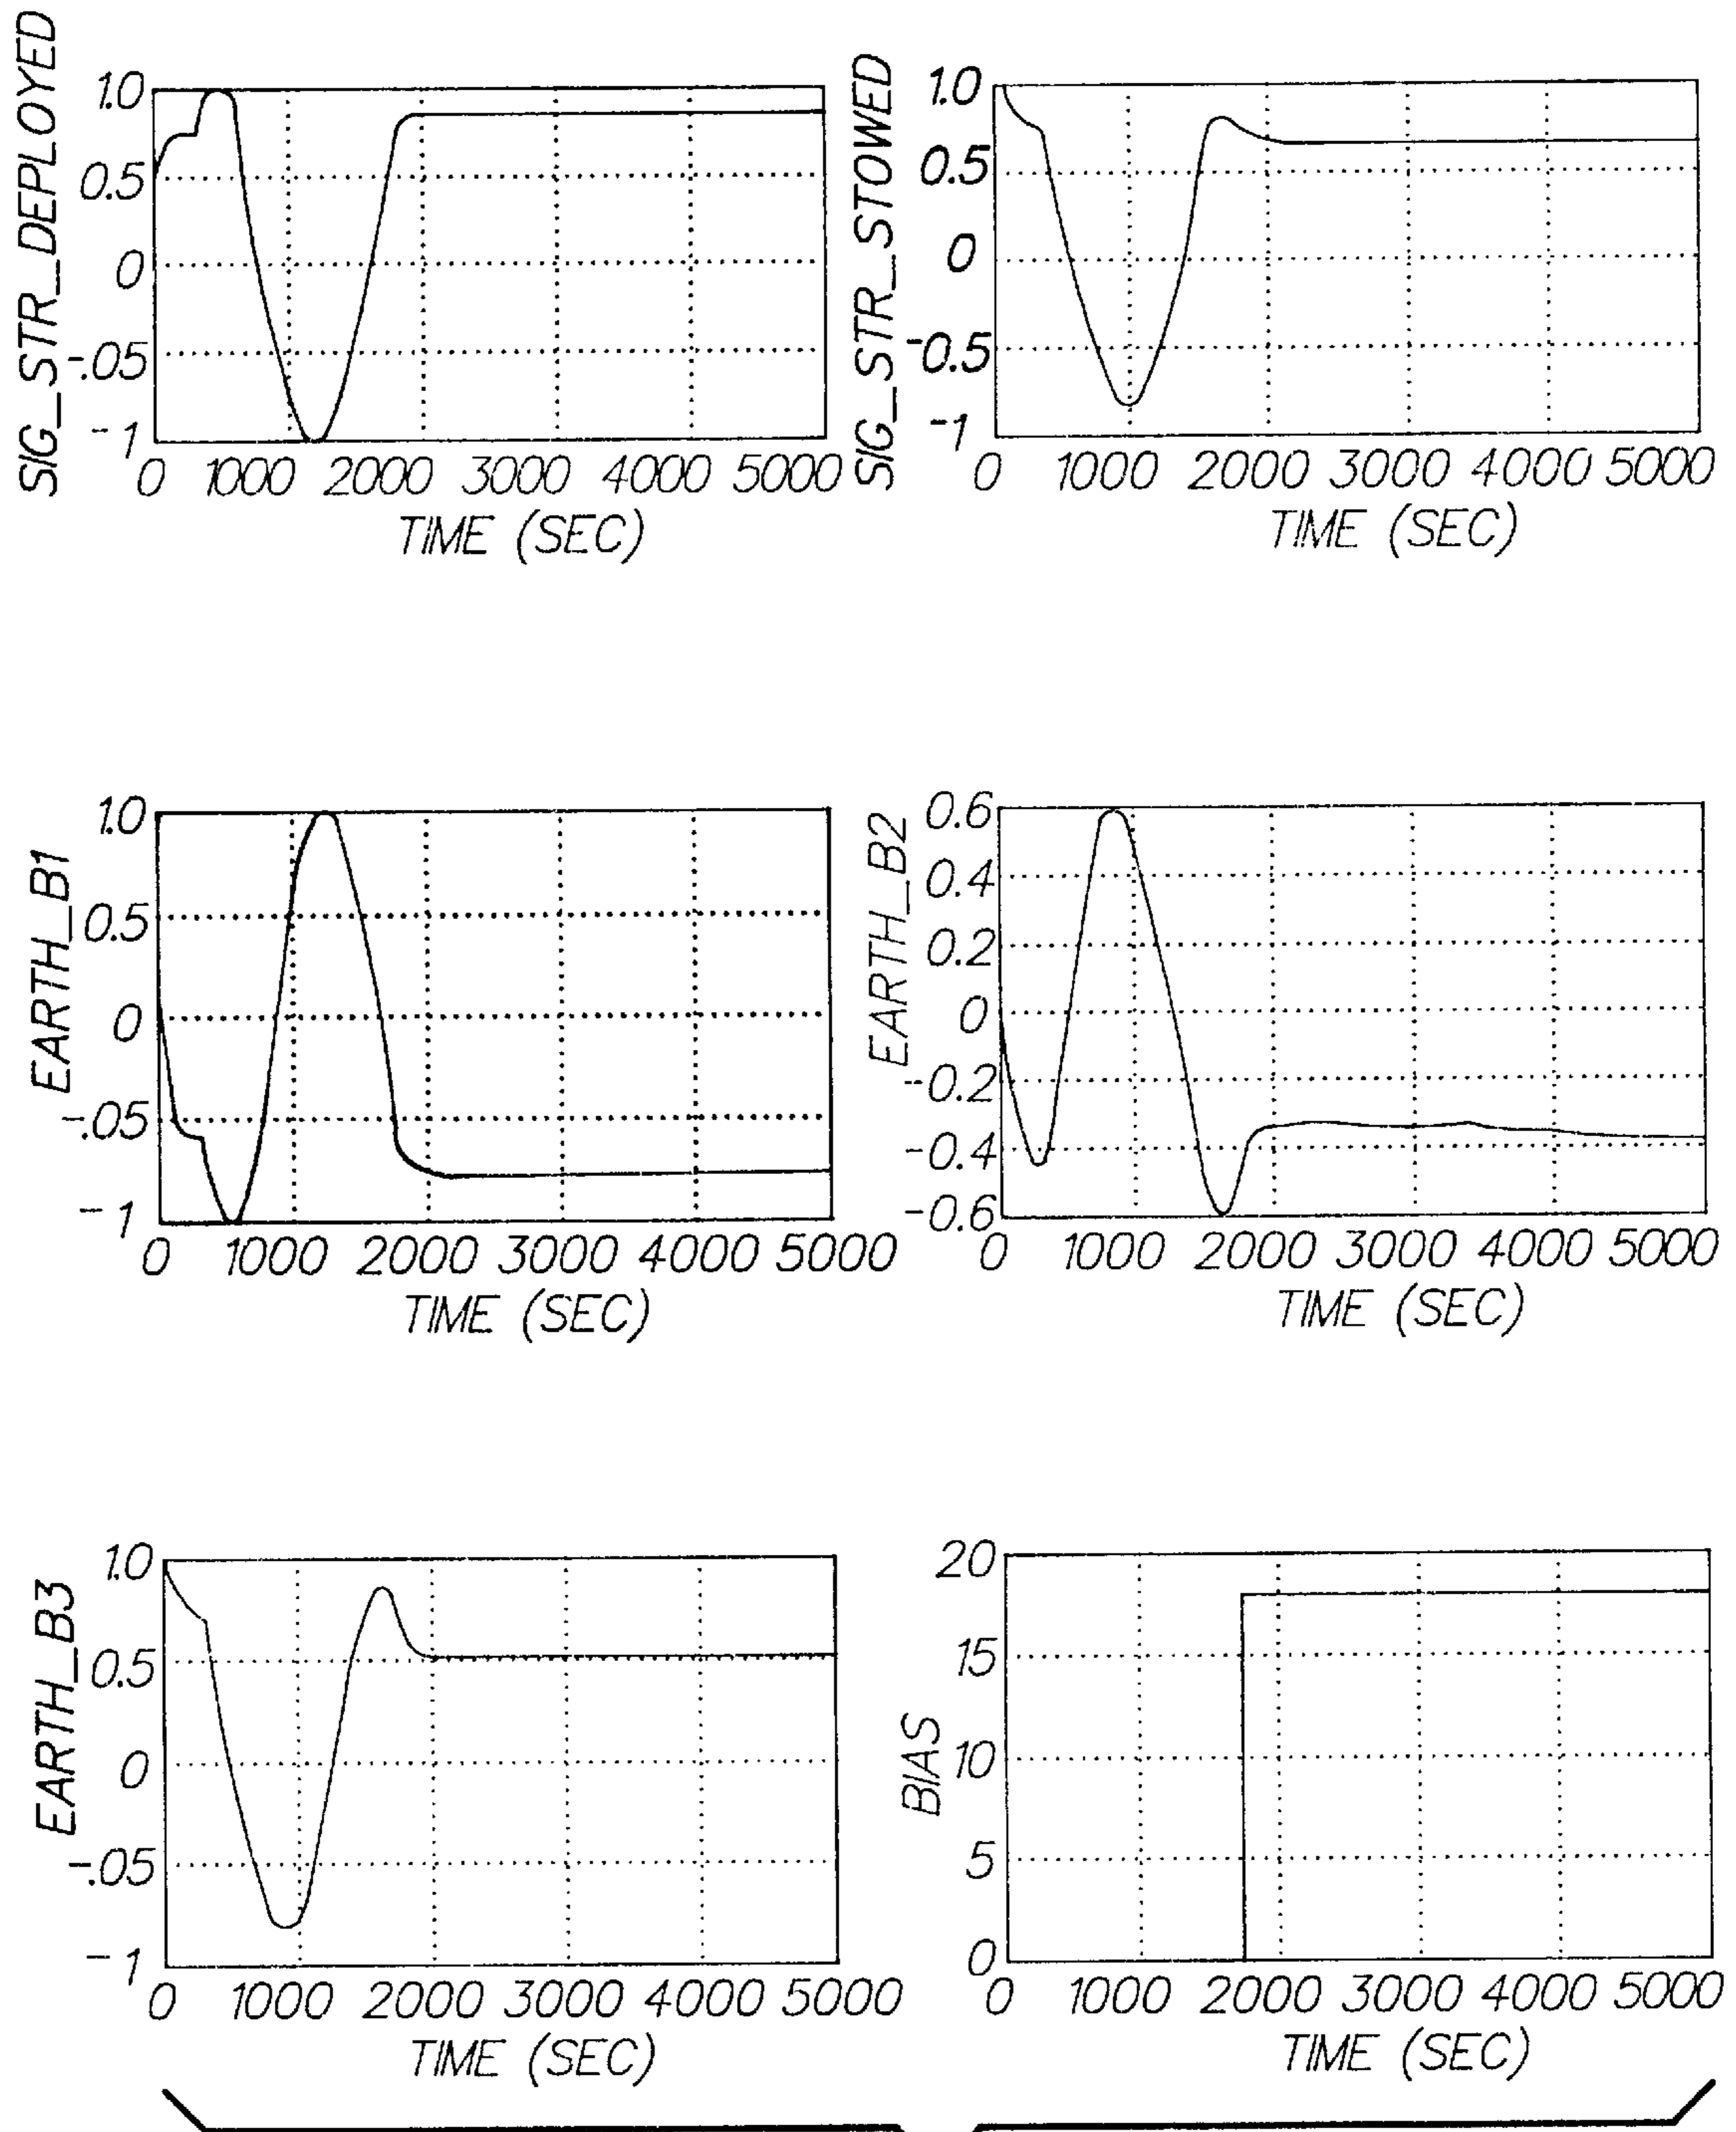 SIG_STR_DEPLOYED
1.0
0.5
0
-.05
-1
0 1000 2000 3000 4000 5000
TIME (SEC)
SIG_STR_STOWED
1.0
0.5
0
-0.5
-1
0 1000 2000 3000 4000 5000
TIME (SEC)
EARTH_B1
1.0
0.5
0
-.05
-1
0 1000 2000 3000 4000 5000
TIME (SEC)
EARTH_B2
0.6
0.4
0.2
0
-0.2
-0.4
-0.6
0 1000 2000 3000 4000 5000
TIME (SEC)
EARTH_B3
1.0
0.5
0
-.05
-1
0 1000 2000 3000 4000 5000
TIME (SEC)
BIAS
20
15
10
5
0
0 1000 2000 3000 4000 5000
TIME (SEC)